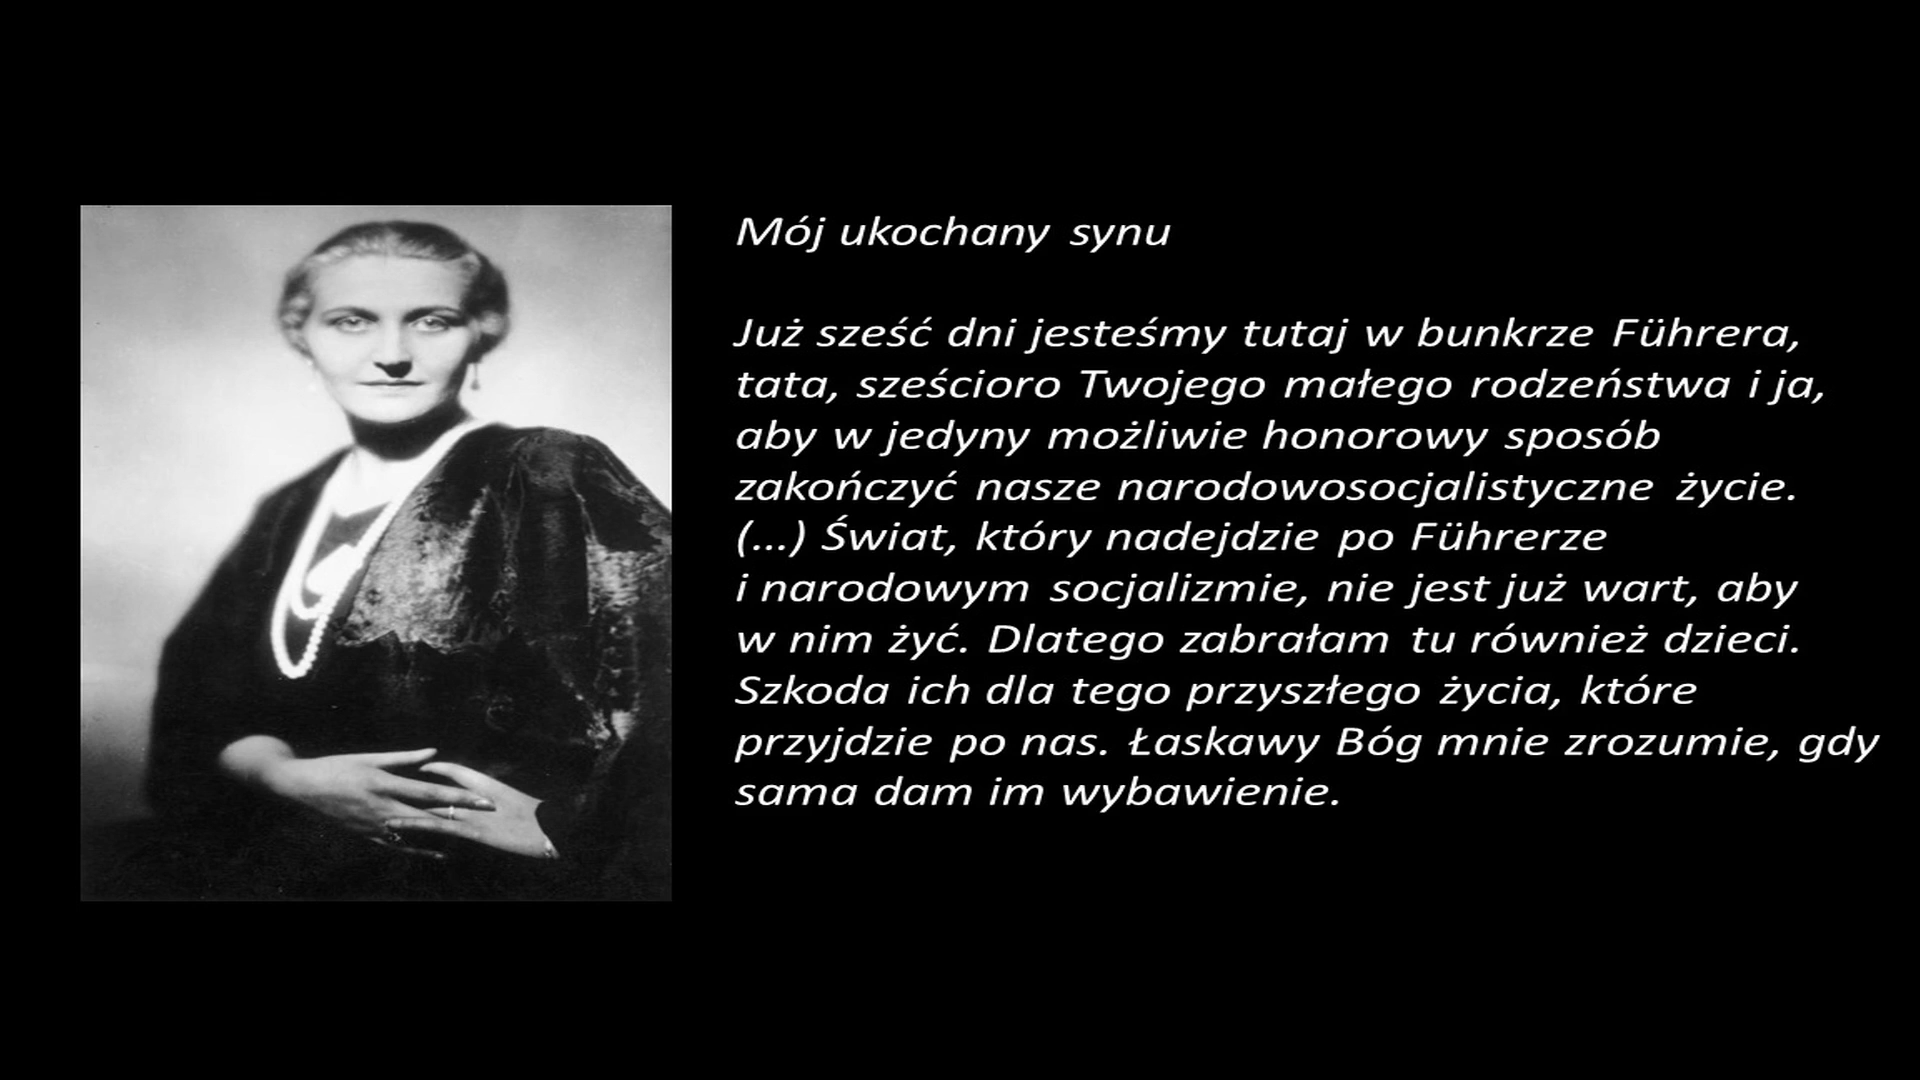 Mój ukochany synu
Już sześć dni jesteśmy tutaj w bunkrze Führera,
tata, sześcioro Twojego małego rodzeństwa i ja,
aby w jedyny możliwie honorowy sposób
zakończyć nasze narodowosocjalistyczne życie.
(...) Świat, który nadejdzie po Führerze
i narodowym socjalizmie, nie jest już wart, aby
w nim żyć. Dlatego zabrałam tu również dzieci.
Szkoda ich dla tego przyszłego życia, które
przyjdzie po nas. Łaskawy Bóg mnie zrozumie, gdy
sama dam im wybawienie.